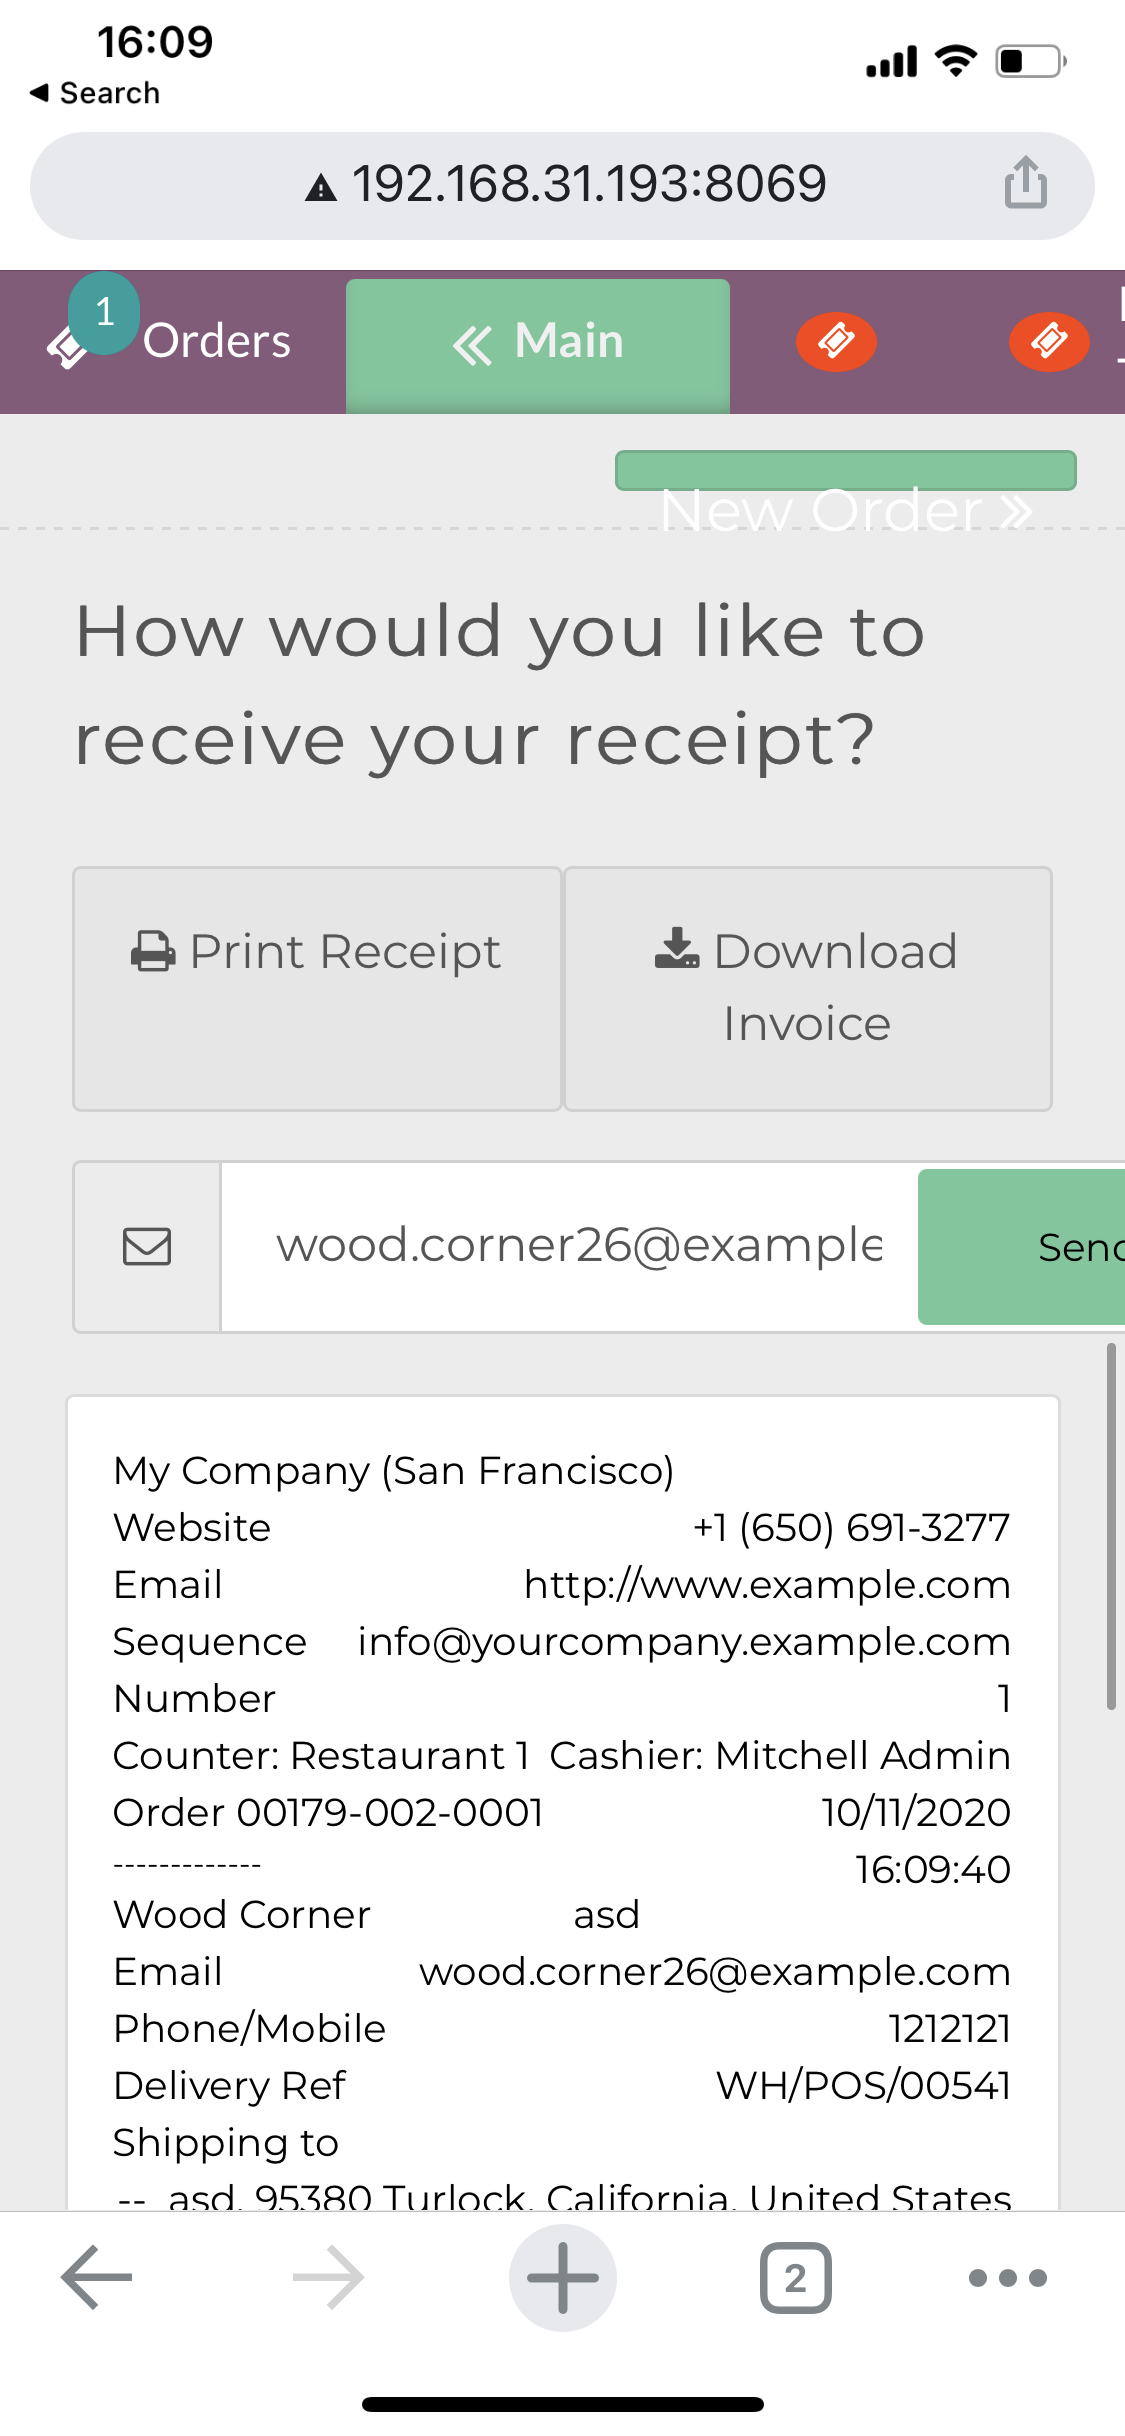 16:09
Search
192.168.31.193:8069
1
Orders
Main
New Order
How would you like to
receive your receipt?
Print Receipt
Download
Invoice
wood.corner26@example
Send
My Company (San Francisco)
Website +1 (650) 691-3277
Email http://www.example.com
Sequence info@yourcompany.example.com
Number 1
Counter: Restaurant 1 Cashier: Mitchell Admin
Order 00179-002-0001 10/11/2020
------------- 16:09:40
Wood Corner asd
Email wood.corner26@example.com
Phone/Mobile 1212121
Delivery Ref WH/POS/00541
Shipping to
-- asd, 95380 Turlock, California, United States
2